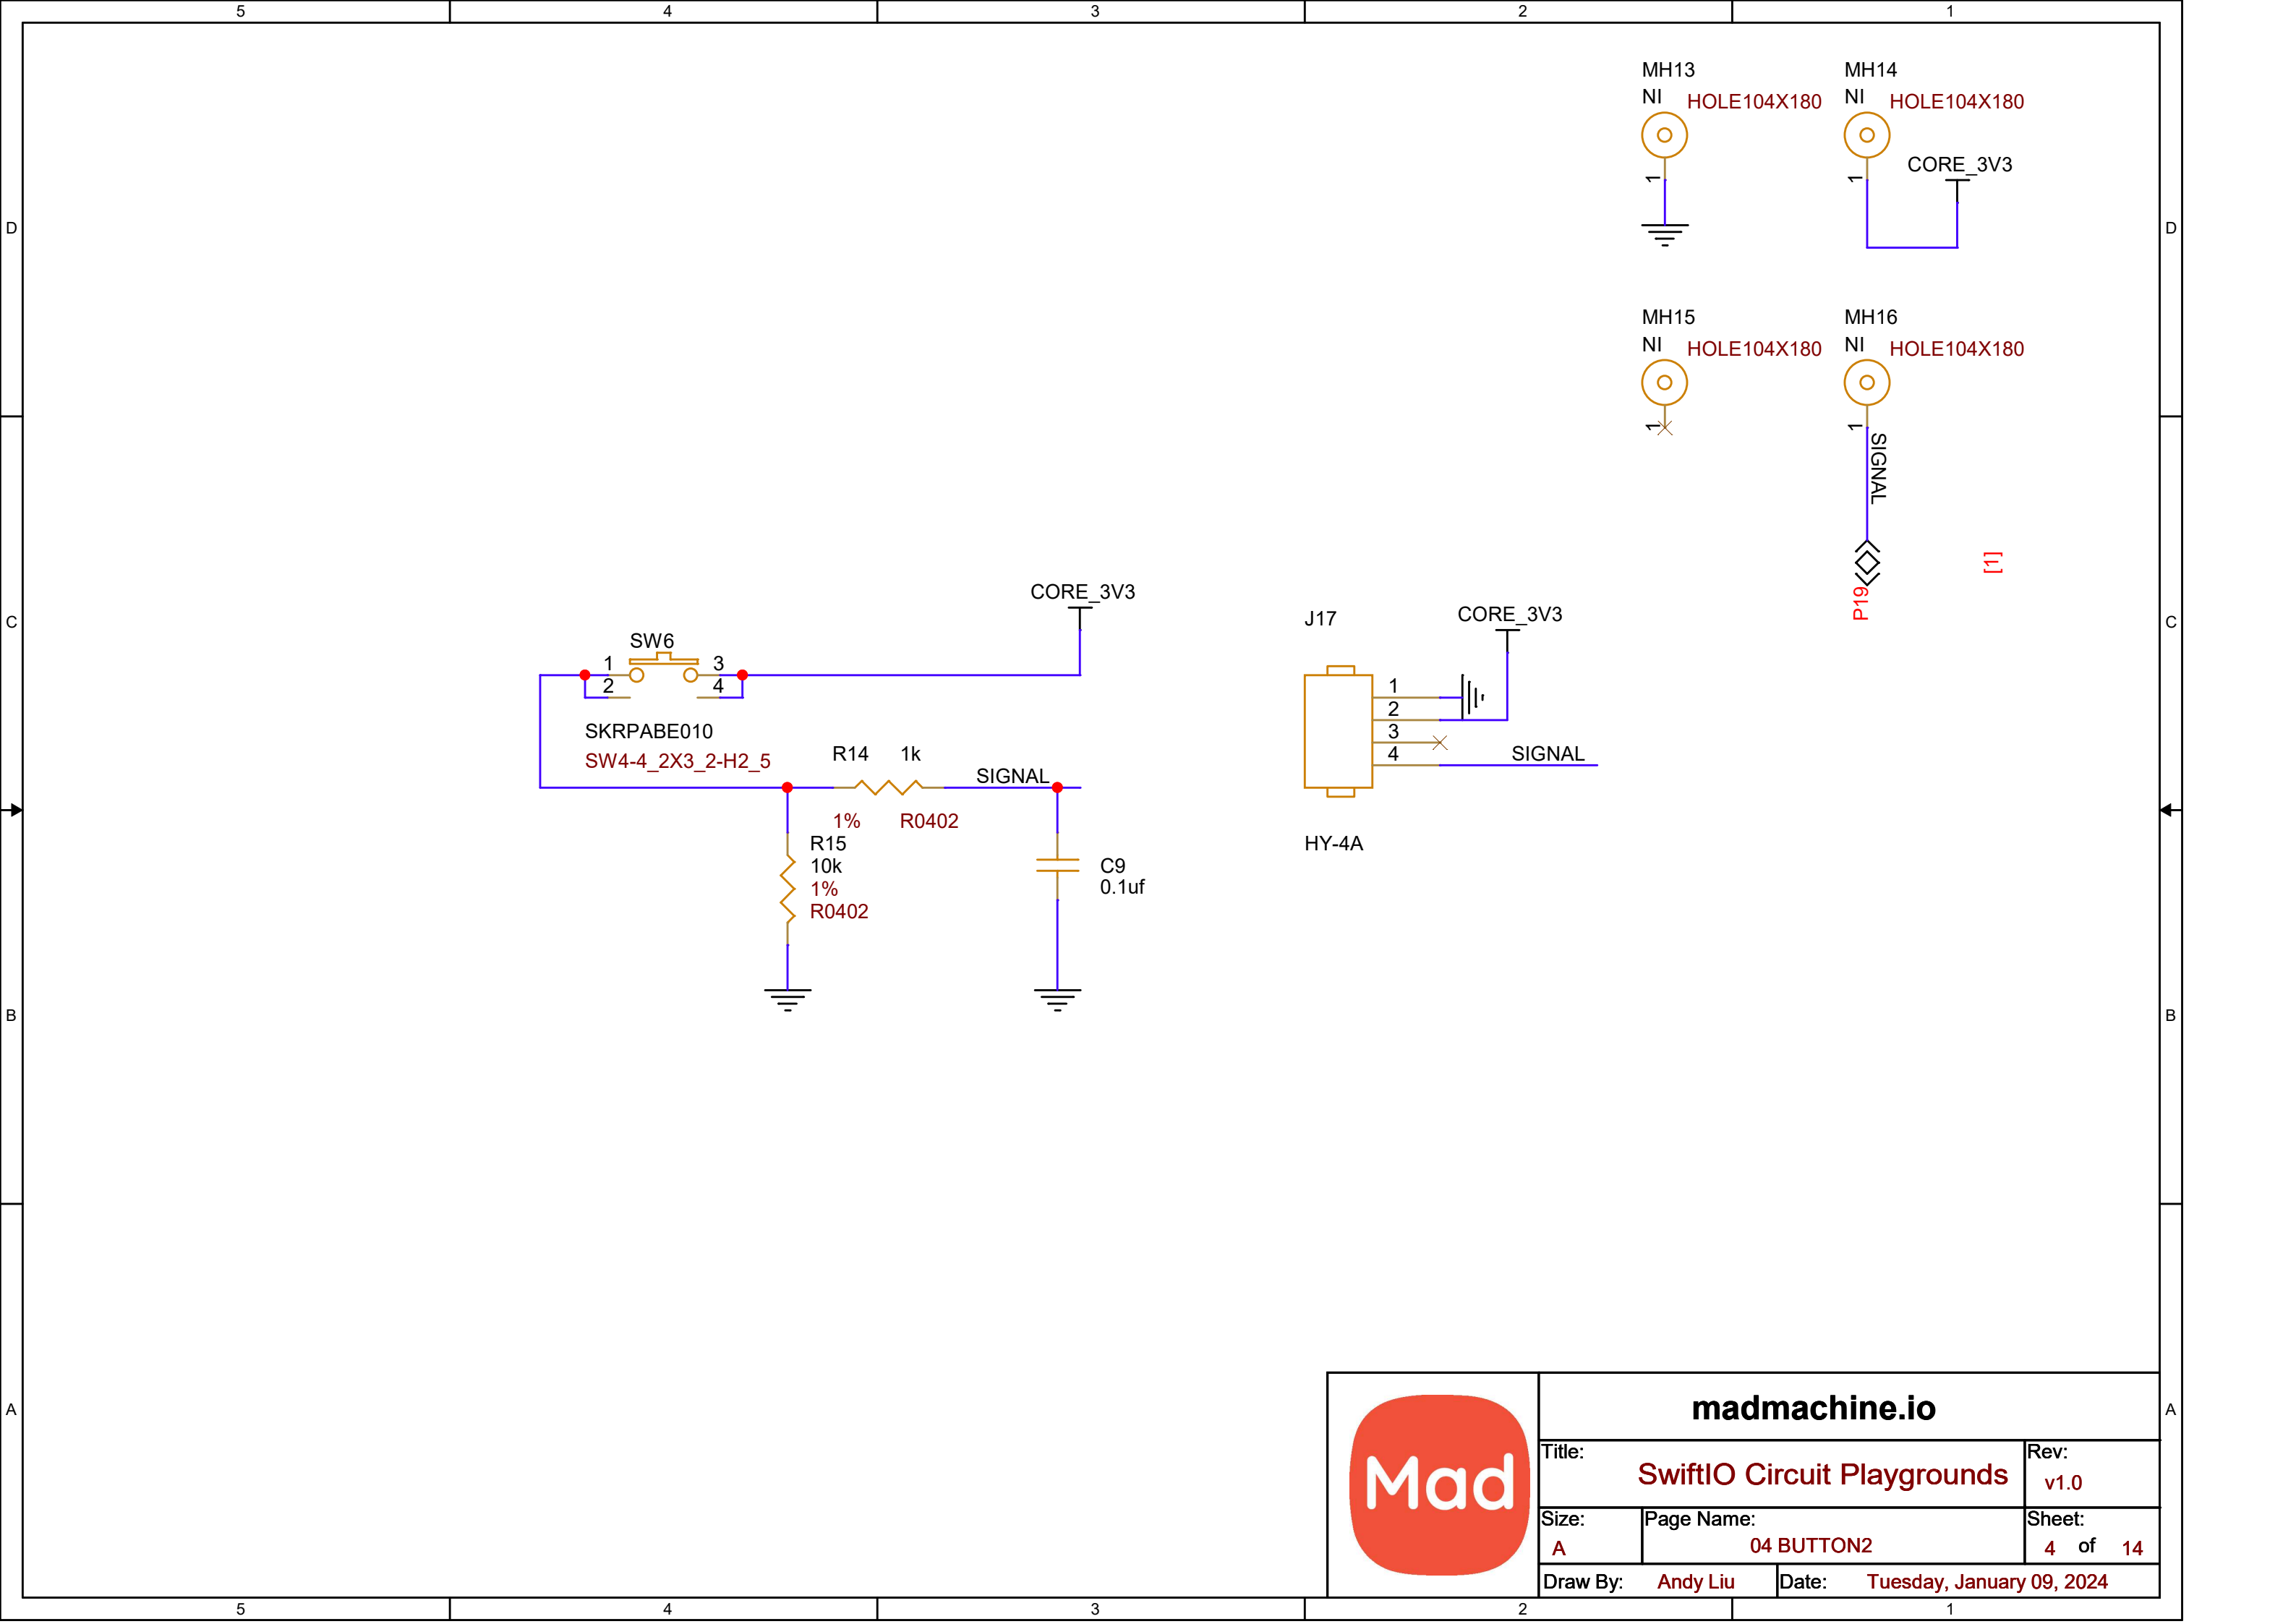 5 4 3 2 1
MH13 MH14
NI HOLE104X180 NI HOLE104X180
CORE_3V3
1 1
D D
MH15 MH16
NI HOLE104X180 NI HOLE104X180
1 1
SIGNAL
[1]
P19
CORE_3V3
CORE_3V3
J17
C C
SW6
1 3
2 4
1
2
3
4
SIGNAL
SKRPABE010
SW4-4_2X3_2-H2_5
R14 1k
SIGNAL
1% R0402
R15
10k
1%
R0402
HY-4A
C9
0.1uf
B B
A A
Mad
madmachine.io
Title:
SwiftIO Circuit Playgrounds
Rev:
v1.0
Size:
A
Page Name:
04 BUTTON2
Sheet:
4 of 14
Draw By: Andy Liu
Date: Tuesday, January 09, 2024
5 4 3 2 1